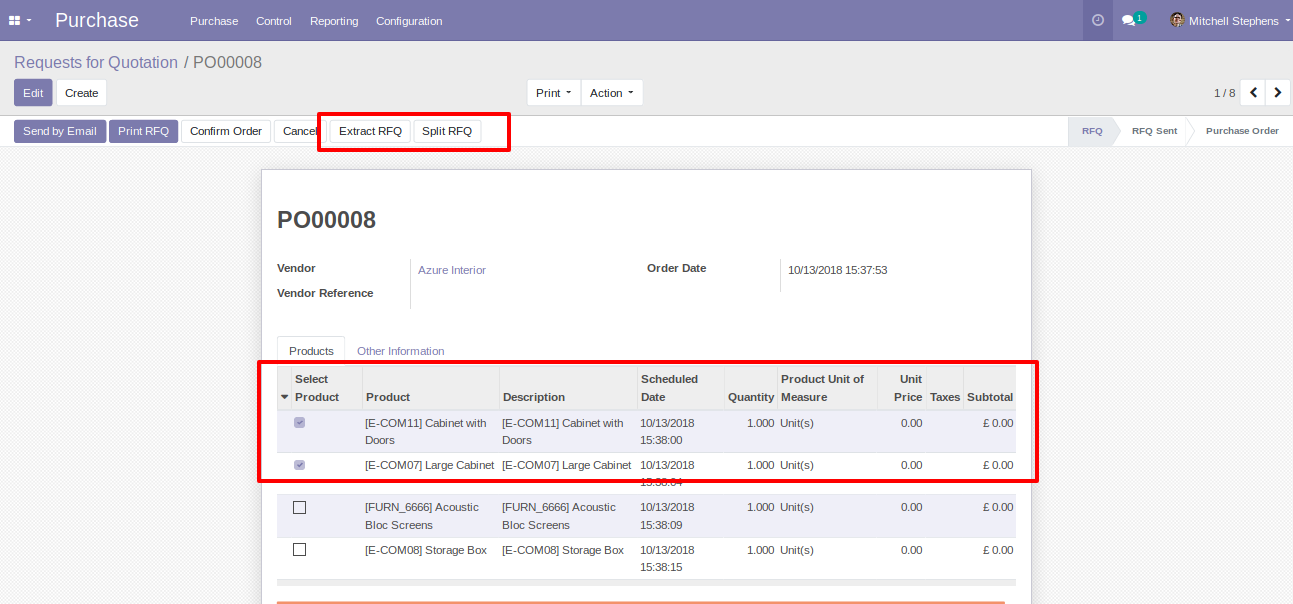 Purchase Purchase Control Reporting Configuration 1 Mitchell Stephens
Requests for Quotation / PO00008
Edit Create Print Action 1 / 8
Send by Email Print RFQ Confirm Order Cancel Extract RFQ Split RFQ RFQ RFQ Sent Purchase Order
PO00008
Vendor Azure Interior Order Date 10/13/2018 15:37:53
Vendor Reference
Products Other Information
Select Scheduled Product Unit of Unit
Product Product Description Date Quantity Measure Price Taxes Subtotal
[E-COM11] Cabinet with [E-COM11] Cabinet with 10/13/2018 1.000 Unit(s) 0.00 £ 0.00
Doors Doors 15:38:00
[E-COM07] Large Cabinet [E-COM07] Large Cabinet 10/13/2018 1.000 Unit(s) 0.00 £ 0.00
15:38:04
[FURN_6666] Acoustic [FURN_6666] Acoustic 10/13/2018 1.000 Unit(s) 0.00 £ 0.00
Bloc Screens Bloc Screens 15:38:09
[E-COM08] Storage Box [E-COM08] Storage Box 10/13/2018 1.000 Unit(s) 0.00 £ 0.00
15:38:15